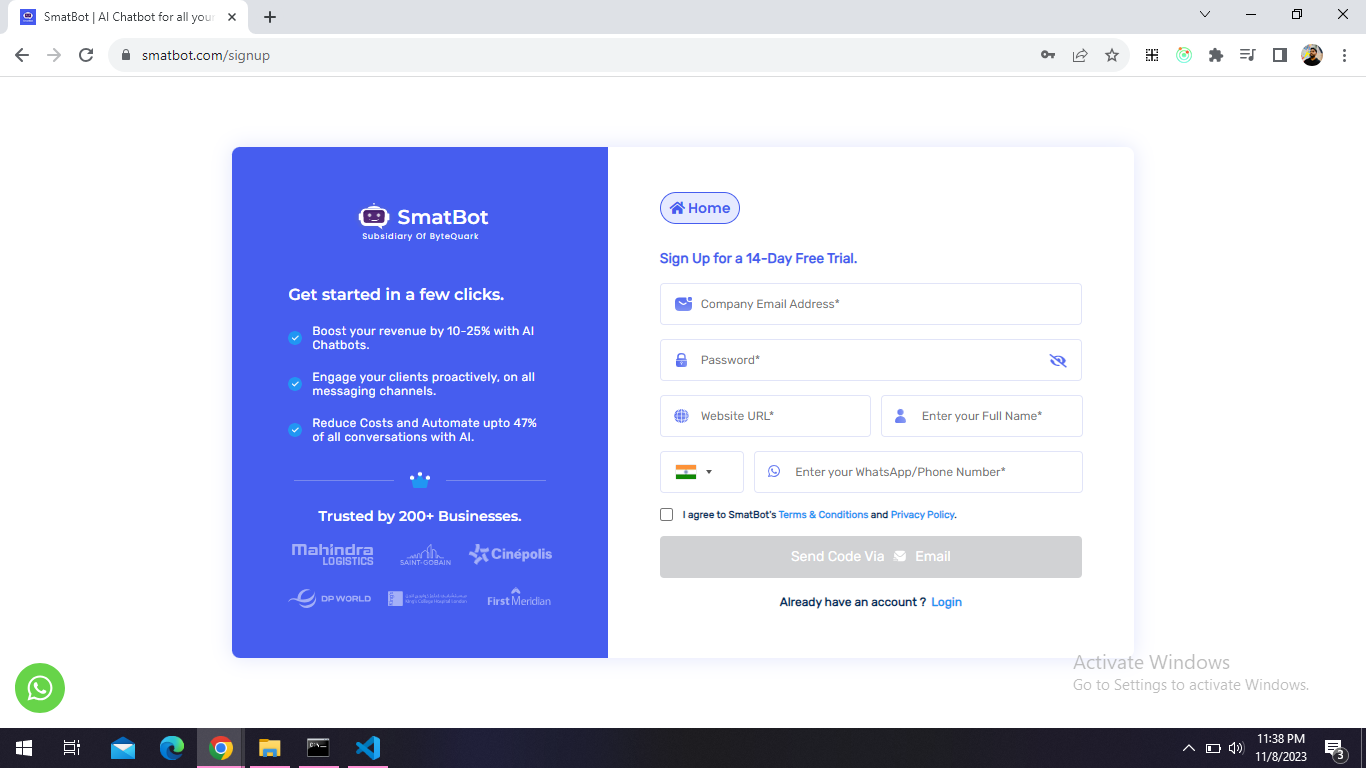 SmatBot | AI Chatbot for all your
smatbot.com/signup
SmatBot
Subsidiary Of ByteQuark
Get started in a few clicks.
Boost your revenue by 10-25% with AI
Chatbots.
Engage your clients proactively, on all
messaging channels.
Reduce Costs and Automate upto 47%
of all conversations with AI.
Trusted by 200+ Businesses.
Mahindra
LOGISTICS
SAINT-GOBAIN
Cinépolis
DP WORLD
King's College Hospital London
First Meridian
Home
Sign Up for a 14-Day Free Trial.
Company Email Address*
Password*
Website URL*
Enter your Full Name*
Enter your WhatsApp/Phone Number*
I agree to SmatBot's Terms & Conditions and Privacy Policy.
Send Code Via Email
Already have an account ? Login
Activate Windows
Go to Settings to activate Windows.
11:38 PM
11/8/2023
3